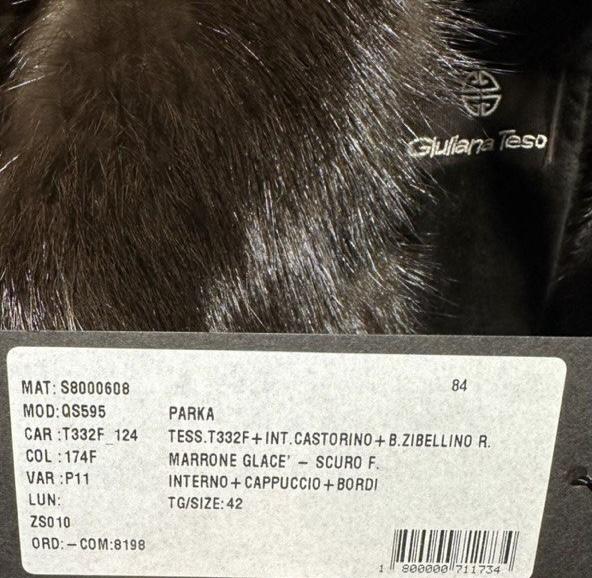 Giuliana Teso
MAT: S8000608 84
MOD:QS595 PARKA
CAR :T332F_124 TESS.T332F+INT.CASTORINO+B.ZIBELLINO R.
COL :174F MARRONE GLACE' – SCURO F.
VAR :P11 INTERNO+CAPPUCCIO+BORDI
LUN: TG/SIZE:42
ZS010
ORD:–COM:8198
1 800000 711734